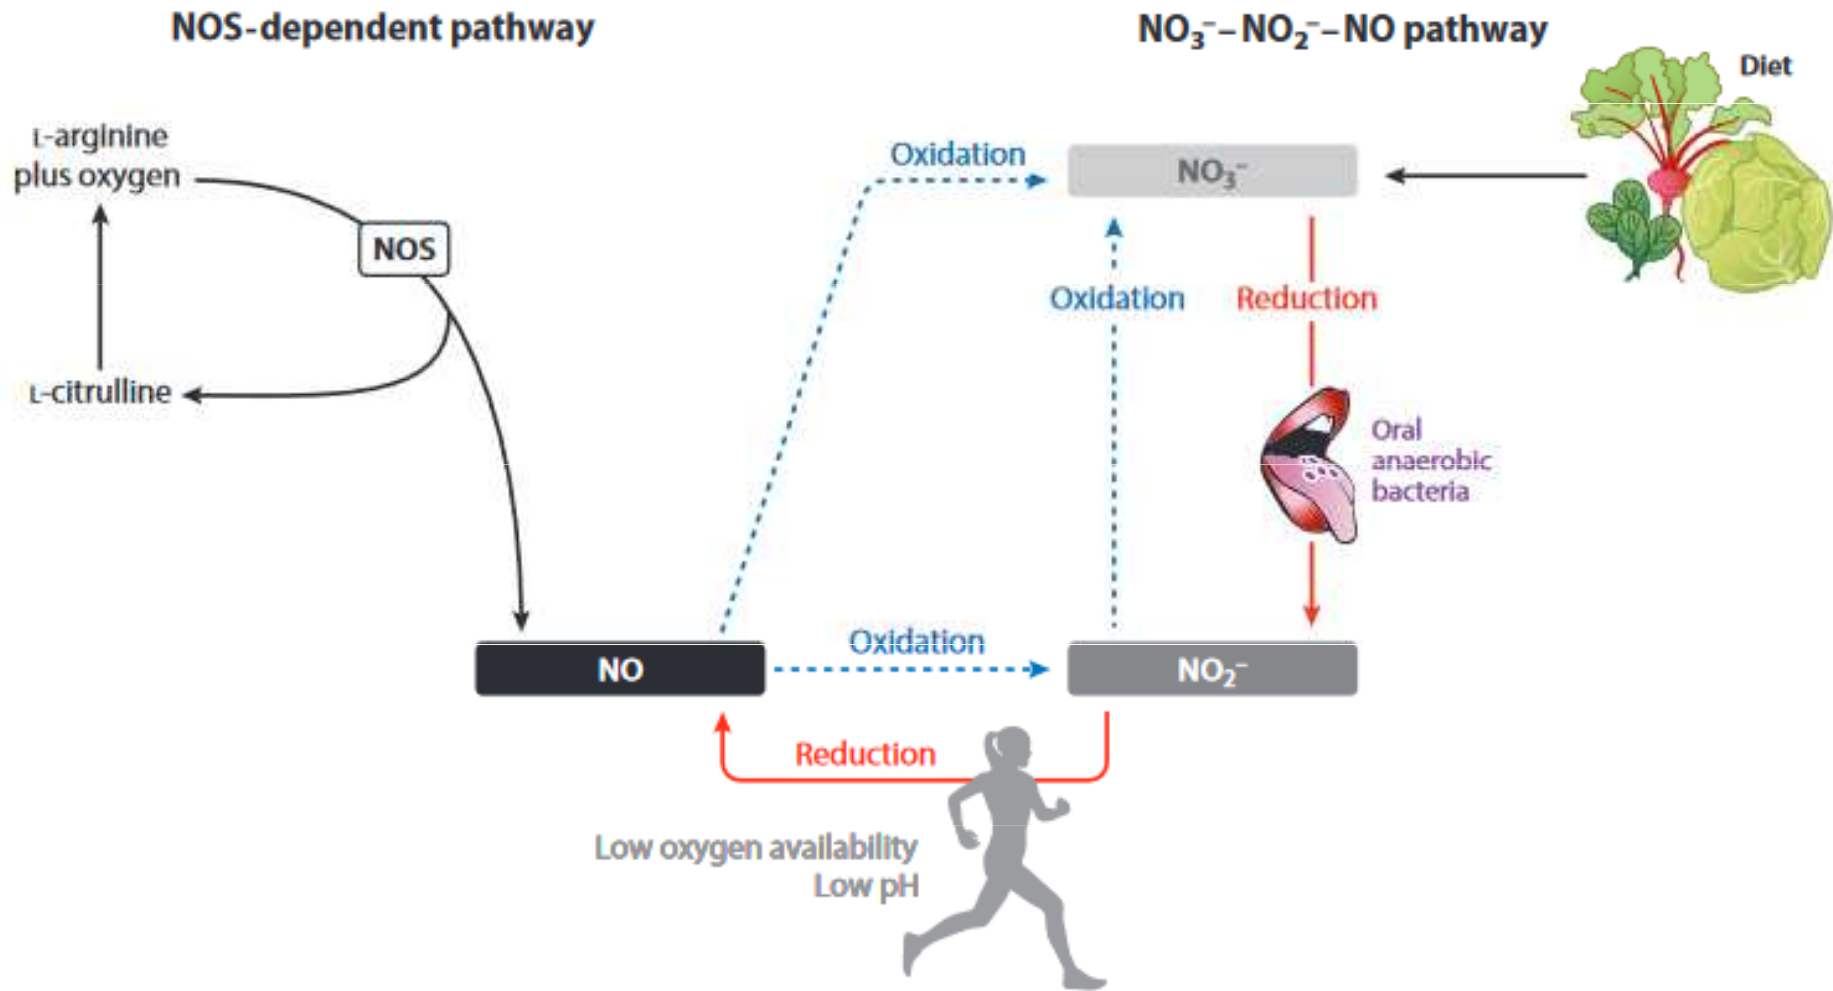 NOS-dependent pathway
NO₃⁻–NO₂⁻–NO pathway
Diet
L-arginine
plus oxygen
NOS
L-citrulline
Oxidation
NO₃⁻
Oxidation
Reduction
Oral
anaerobic
bacteria
Oxidation
NO
NO₂⁻
Reduction
Low oxygen availability
Low pH